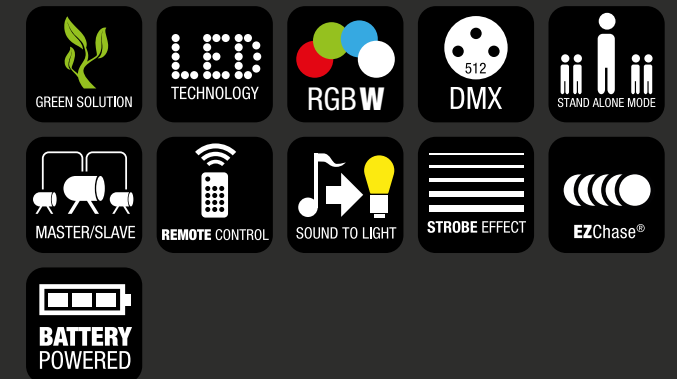 GREEN SOLUTION
LED
TECHNOLOGY
RGBW
512
DMX
STAND ALONE MODE
MASTER/SLAVE
REMOTE CONTROL
SOUND TO LIGHT
STROBE EFFECT
EZChase®
BATTERY
POWERED